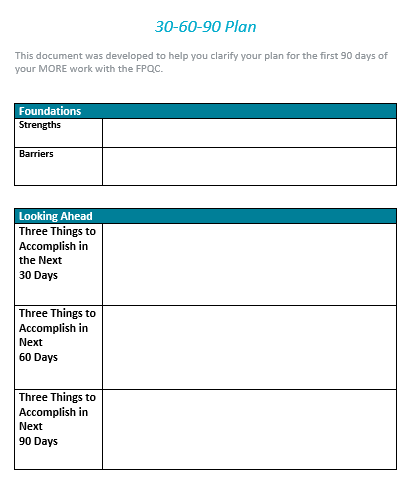 30-60-90 Plan
This document was developed to help you clarify your plan for the first 90 days of
your MORE work with the FPQC.
Foundations
Strengths
Barriers
Looking Ahead
Three Things to
Accomplish in
the Next
30 Days
Three Things to
Accomplish in
Next
60 Days
Three Things to
Accomplish in
Next
90 Days